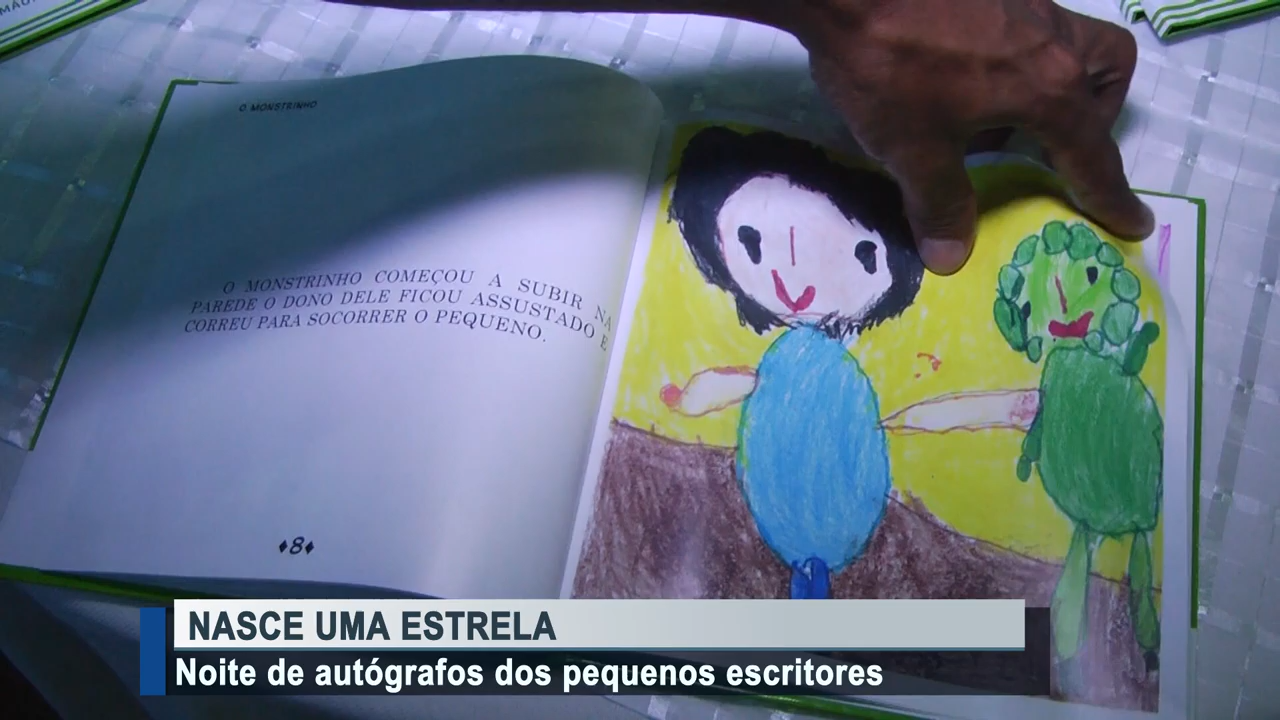 O MONSTRINHO
O MONSTRINHO COMEÇOU A SUBIR NA
PAREDE O DONO DELE FICOU ASSUSTADO E
CORREU PARA SOCORRER O PEQUENO.
♦8♦
NASCE UMA ESTRELA
Noite de autógrafos dos pequenos escritores